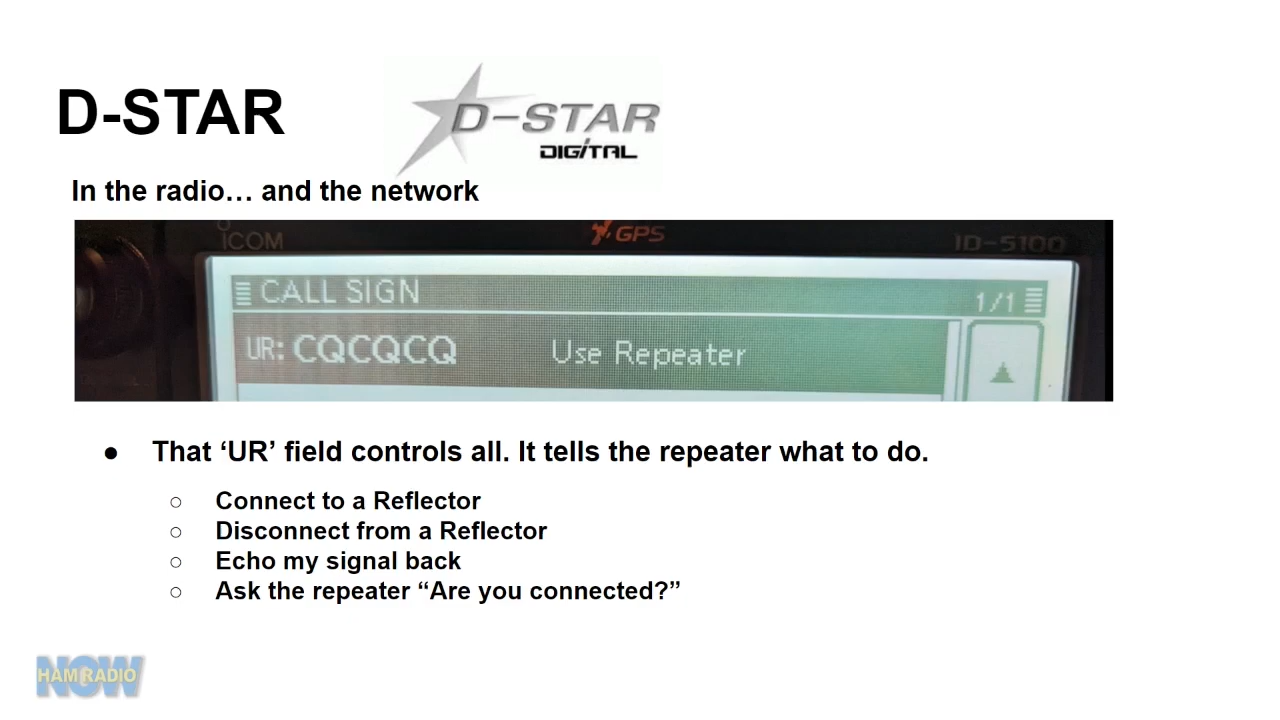 D-STAR
D-STAR
DIGITAL
In the radio… and the network
ICOM
GPS
ID-5100
CALL SIGN
1/1
UR: CQCQCQ Use Repeater
● That ‘UR’ field controls all. It tells the repeater what to do.
○ Connect to a Reflector
○ Disconnect from a Reflector
○ Echo my signal back
○ Ask the repeater “Are you connected?”
HAM RADIO
NOW